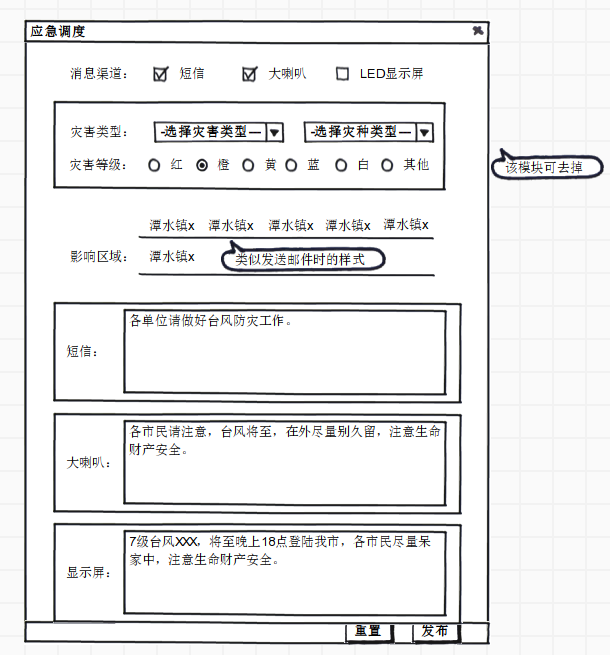 应急调度
消息渠道： 短信 大喇叭 LED显示屏
灾害类型： -选择灾害类型— -选择灾种类型—
灾害等级： 红 橙 黄 蓝 白 其他
该模块可去掉
潭水镇x 潭水镇x 潭水镇x 潭水镇x 潭水镇x
影响区域： 潭水镇x
类似发送邮件时的样式
短信：
各单位请做好台风防灾工作。
大喇叭：
各市民请注意，台风将至，在外尽量别久留，注意生命
财产安全。
显示屏：
7级台风XXX，将至晚上18点登陆我市，各市民尽量呆
家中，注意生命财产安全。
重置 发布